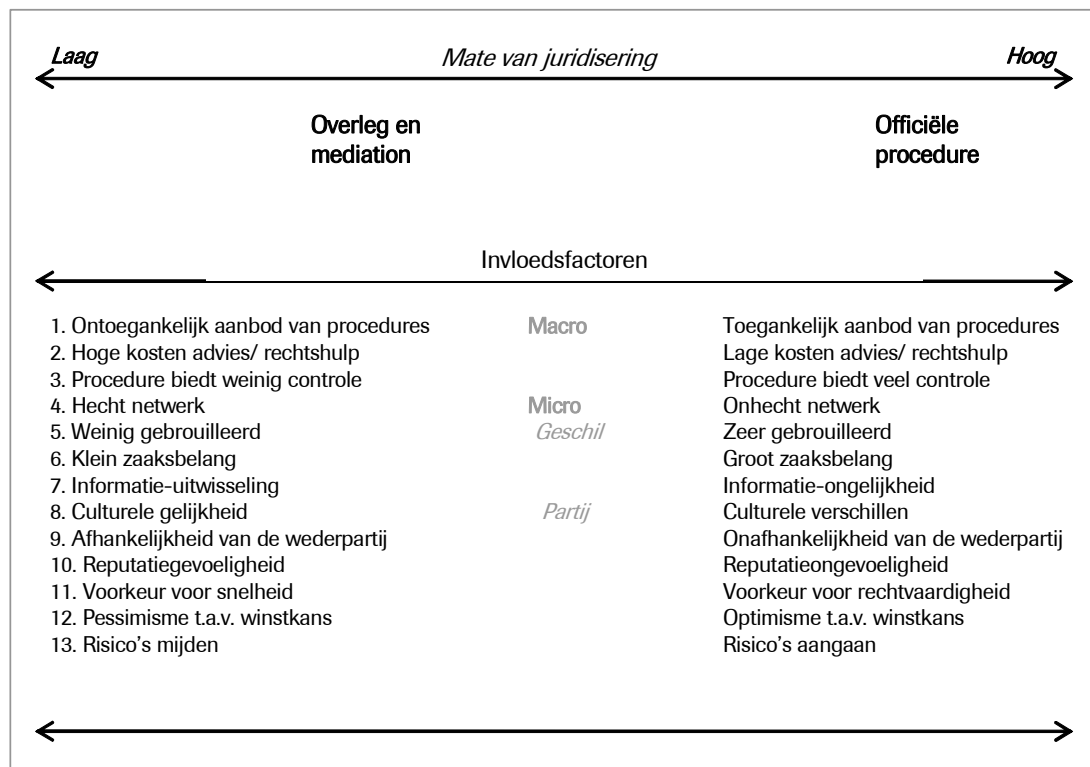 Laag Mate van juridisering Hoog
Overleg en Officiële
mediation procedure
Invloedsfactoren
1. Ontoegankelijk aanbod van procedures Macro Toegankelijk aanbod van procedures
2. Hoge kosten advies/ rechtshulp Lage kosten advies/ rechtshulp
3. Procedure biedt weinig controle Procedure biedt veel controle
4. Hecht netwerk Micro Onhecht netwerk
5. Weinig gebrouilleerd Geschil Zeer gebrouilleerd
6. Klein zaaksbelang Groot zaaksbelang
7. Informatie-uitwisseling Informatie-ongelijkheid
8. Culturele gelijkheid Partij Culturele verschillen
9. Afhankelijkheid van de wederpartij Onafhankelijkheid van de wederpartij
10. Reputatiegevoeligheid Reputatieongevoeligheid
11. Voorkeur voor snelheid Voorkeur voor rechtvaardigheid
12. Pessimisme t.a.v. winstkans Optimisme t.a.v. winstkans
13. Risico's mijden Risico's aangaan